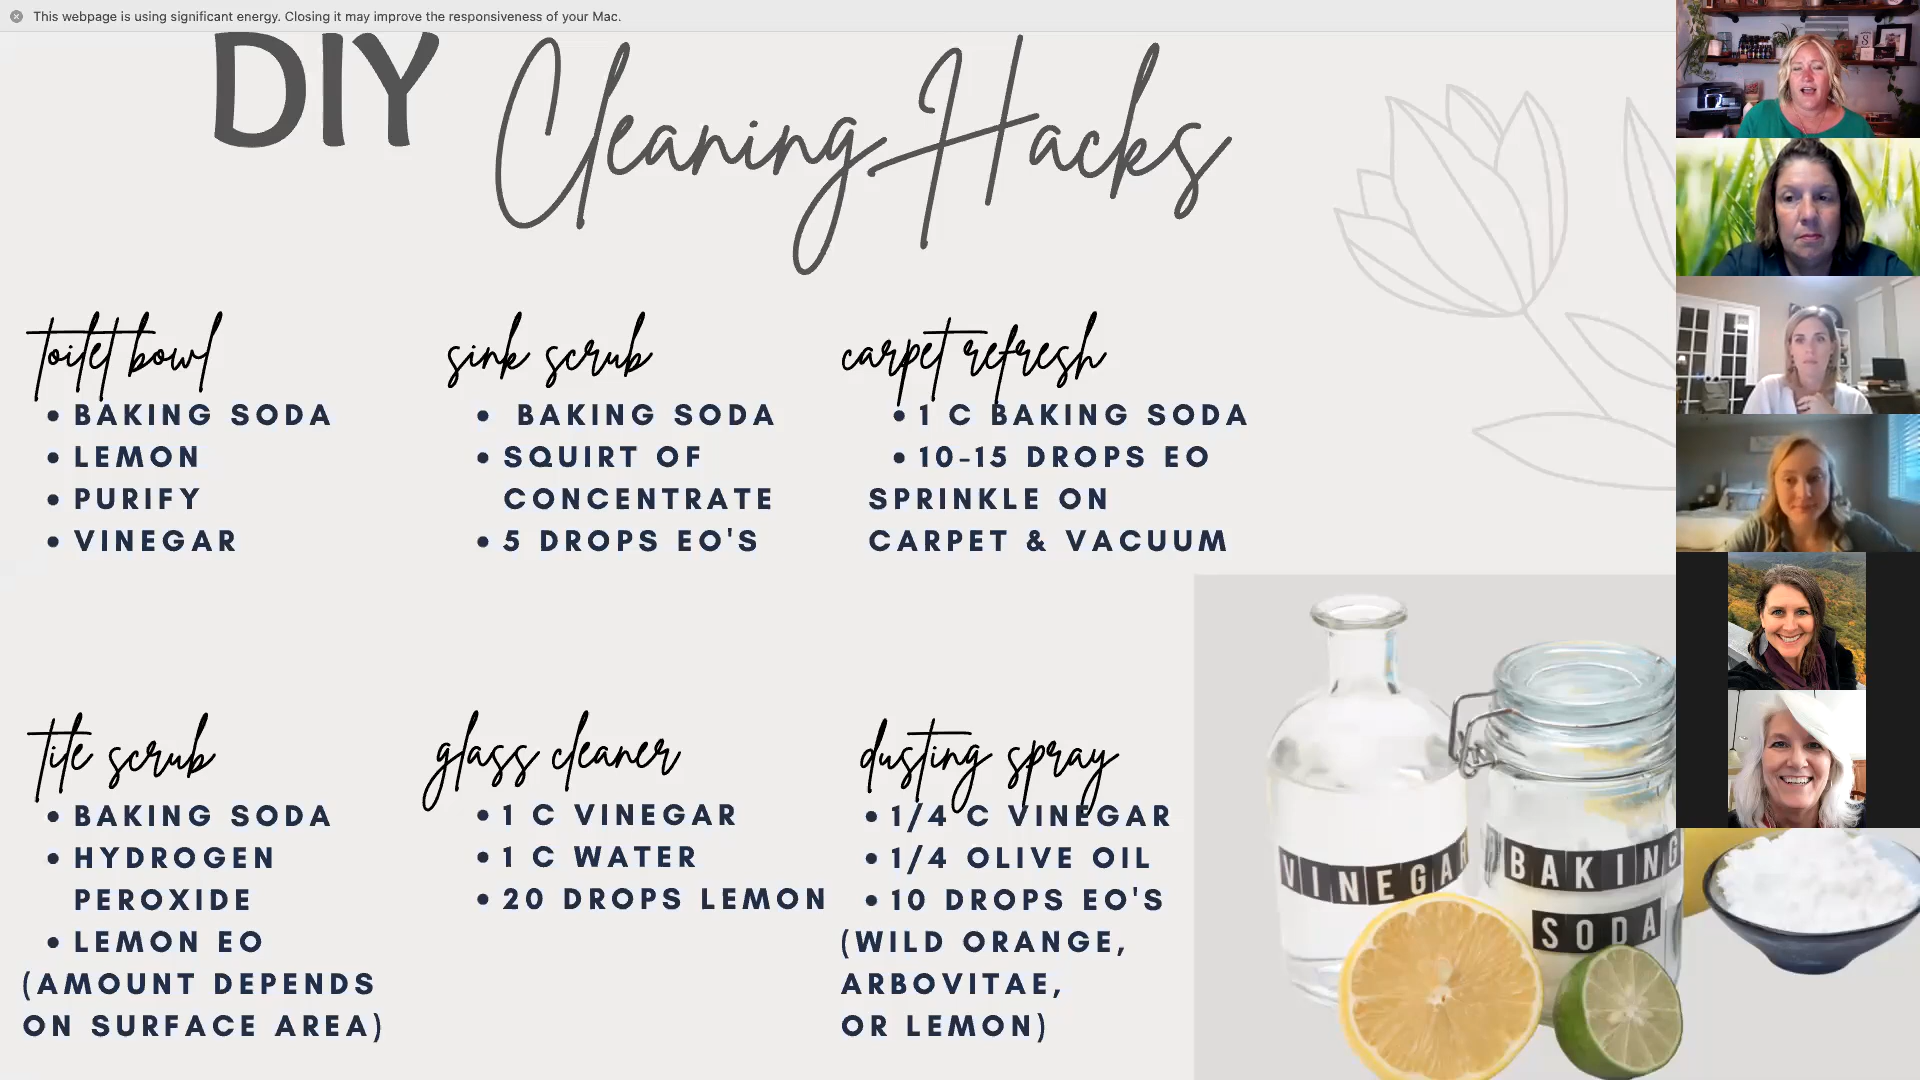 This webpage is using significant energy. Closing it may improve the responsiveness of your Mac.
DIY Cleaning Hacks
toilet bowl
• BAKING SODA
• LEMON
• PURIFY
• VINEGAR
sink scrub
• BAKING SODA
• SQUIRT OF
CONCENTRATE
• 5 DROPS EO'S
carpet refresh
• 1 C BAKING SODA
• 10-15 DROPS EO
SPRINKLE ON
CARPET & VACUUM
tile scrub
• BAKING SODA
• HYDROGEN
PEROXIDE
• LEMON EO
(AMOUNT DEPENDS
ON SURFACE AREA)
glass cleaner
• 1 C VINEGAR
• 1 C WATER
• 20 DROPS LEMON
dusting spray
• 1/4 C VINEGAR
• 1/4 OLIVE OIL
• 10 DROPS EO'S
(WILD ORANGE,
ARBOVITAE,
OR LEMON)
VINEGAR
BAKING
SODA